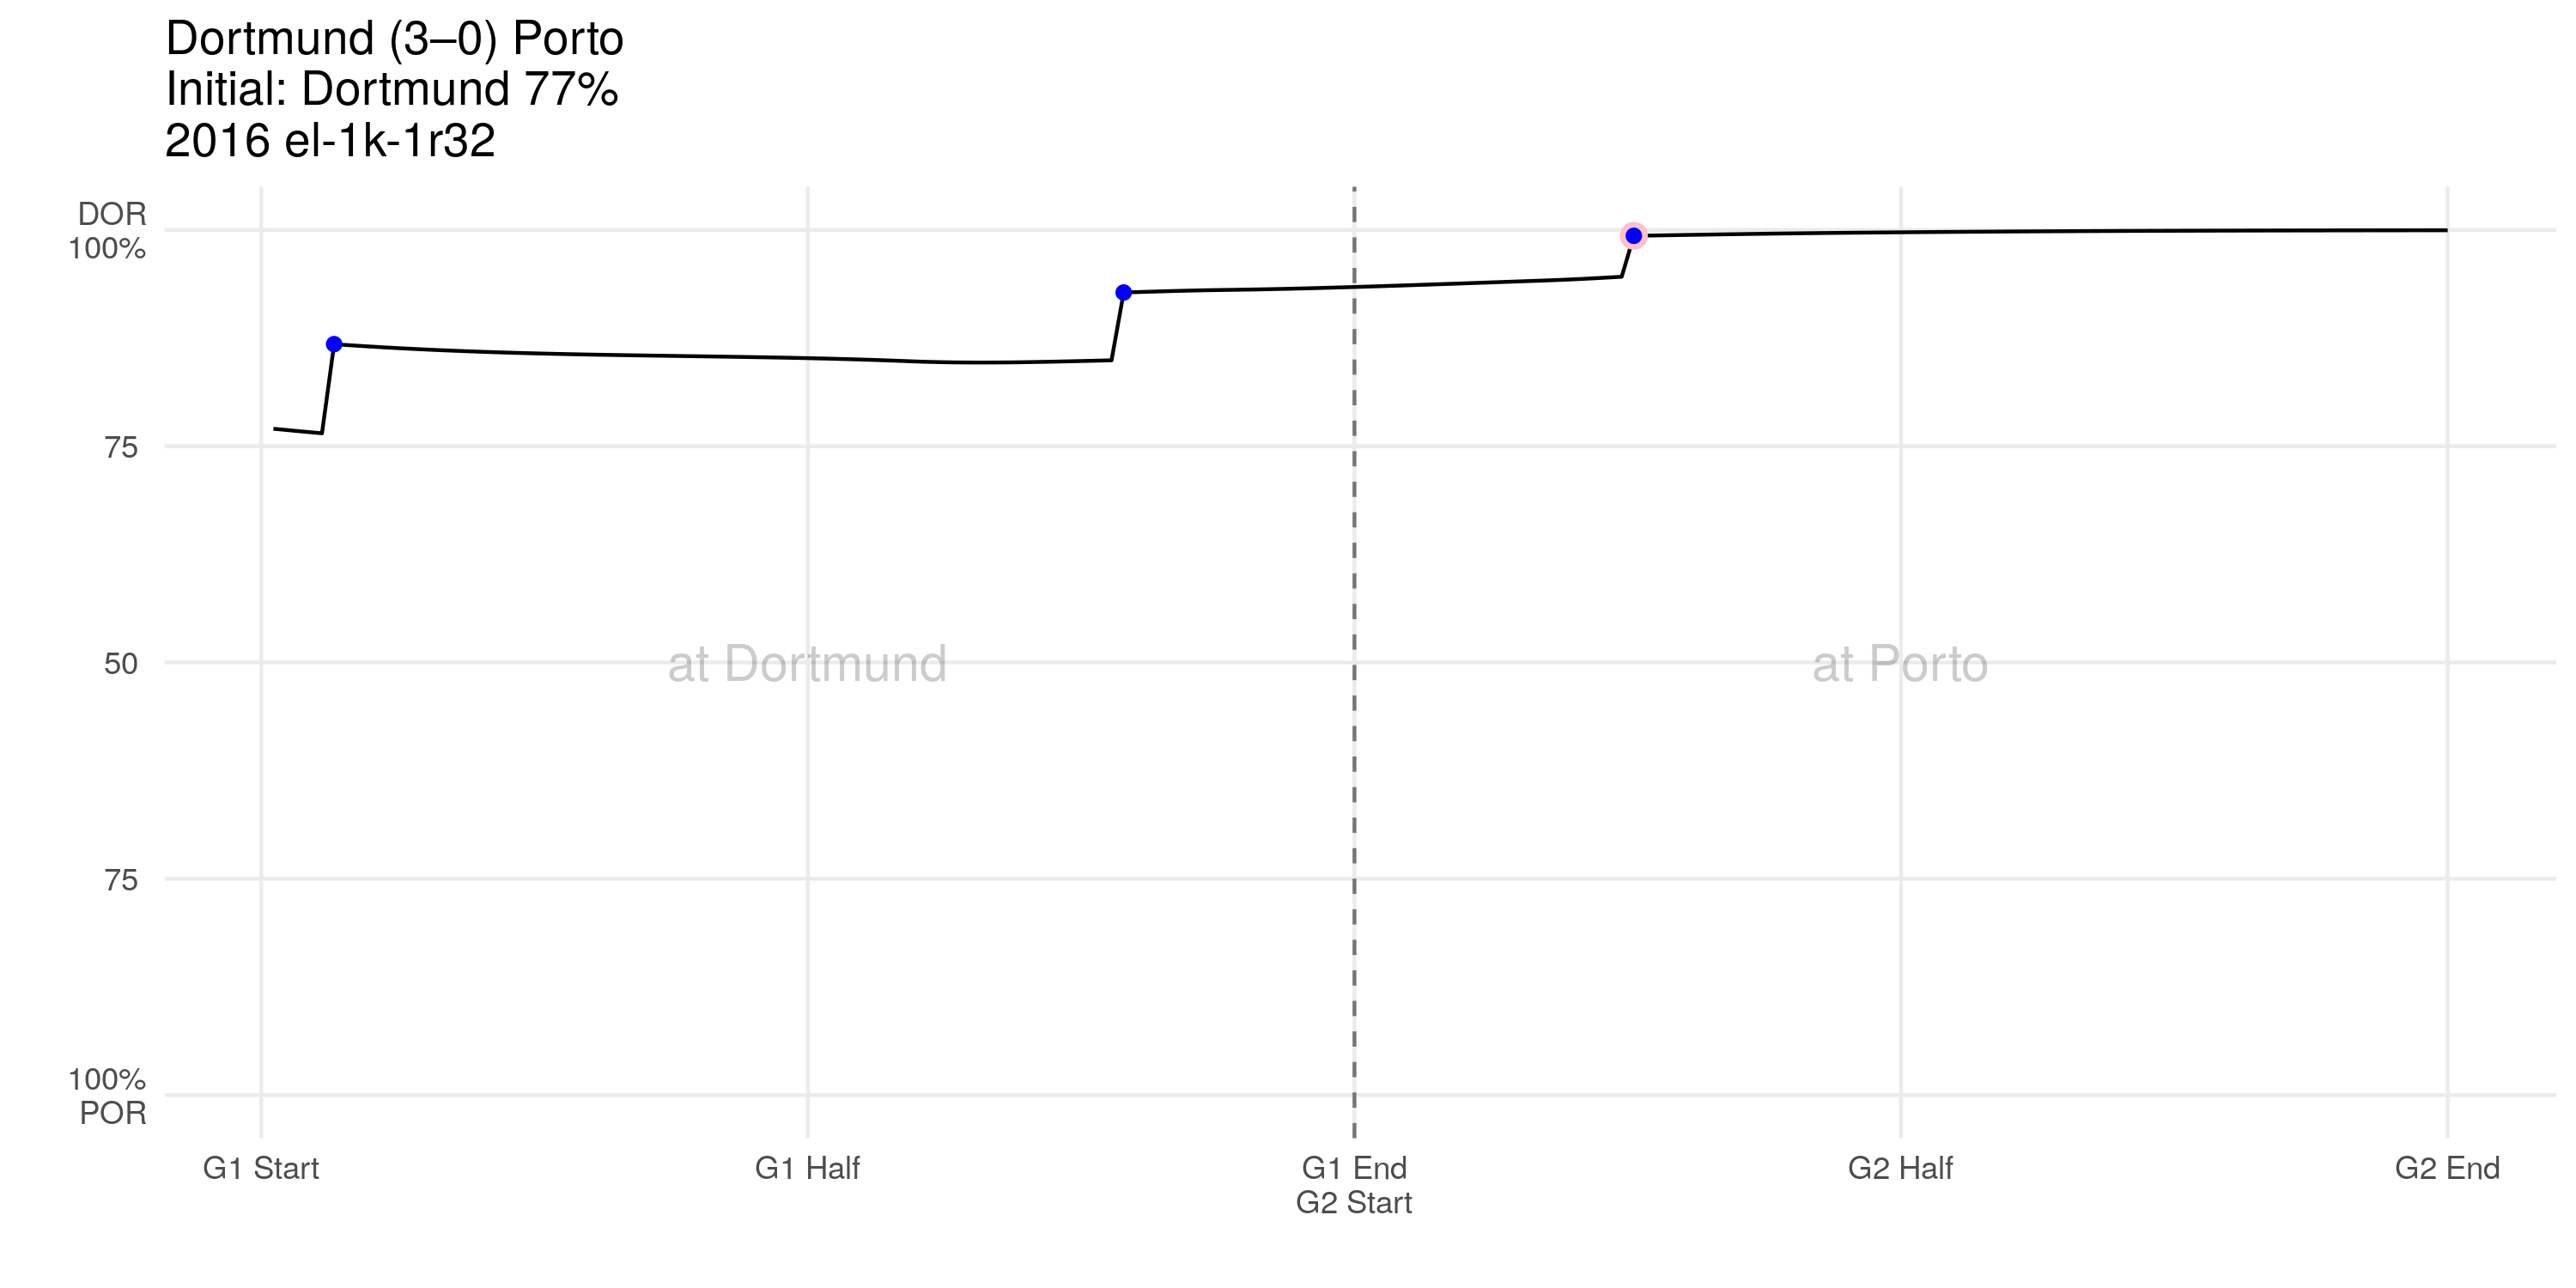 Dortmund (3–0) Porto
Initial: Dortmund 77%
2016 el-1k-1r32
DOR
100%
75
50
75
100%
POR
at Dortmund
at Porto
G1 Start
G1 Half
G1 End
G2 Start
G2 Half
G2 End